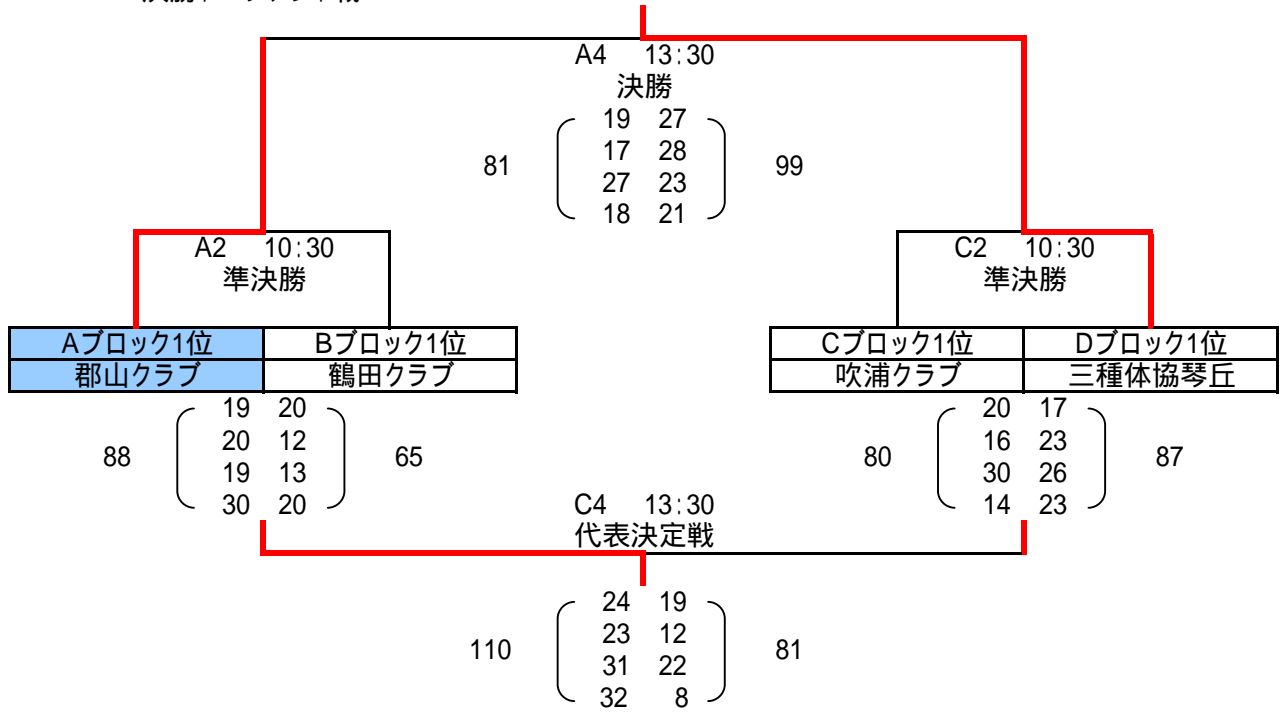 A4 13:30
決勝
19 27
17 28
81 99
27 23
18 21
A2 10:30 C2 10:30
準決勝 準決勝
Aブロック1位 Bブロック1位 Cブロック1位 Dブロック1位
郡山クラブ 鶴田クラブ 吹浦クラブ 三種体協琴丘
19 20 20 17
20 12 16 23
88 65 80 87
19 13 30 26
30 20 14 23
C4 13:30
代表決定戦
24 19
23 12
110 81
31 22
32 8